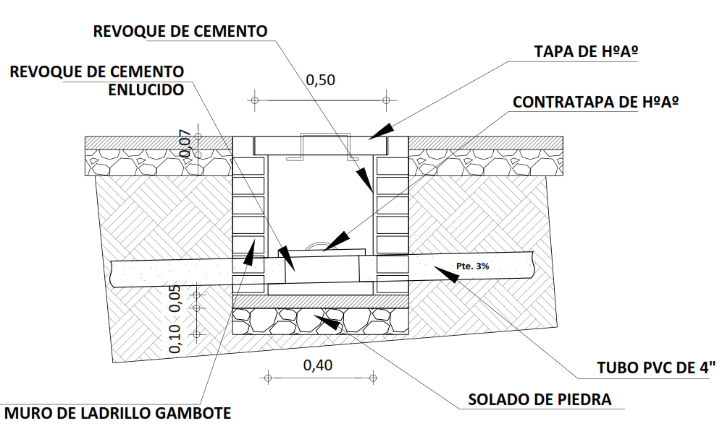 REVOQUE DE CEMENTO
TAPA DE HºAº
REVOQUE DE CEMENTO
ENLUCIDO
0,50
CONTRATAPA DE HºAº
0,07
Pte. 3%
0,05
0,10
0,40
TUBO PVC DE 4"
SOLADO DE PIEDRA
MURO DE LADRILLO GAMBOTE